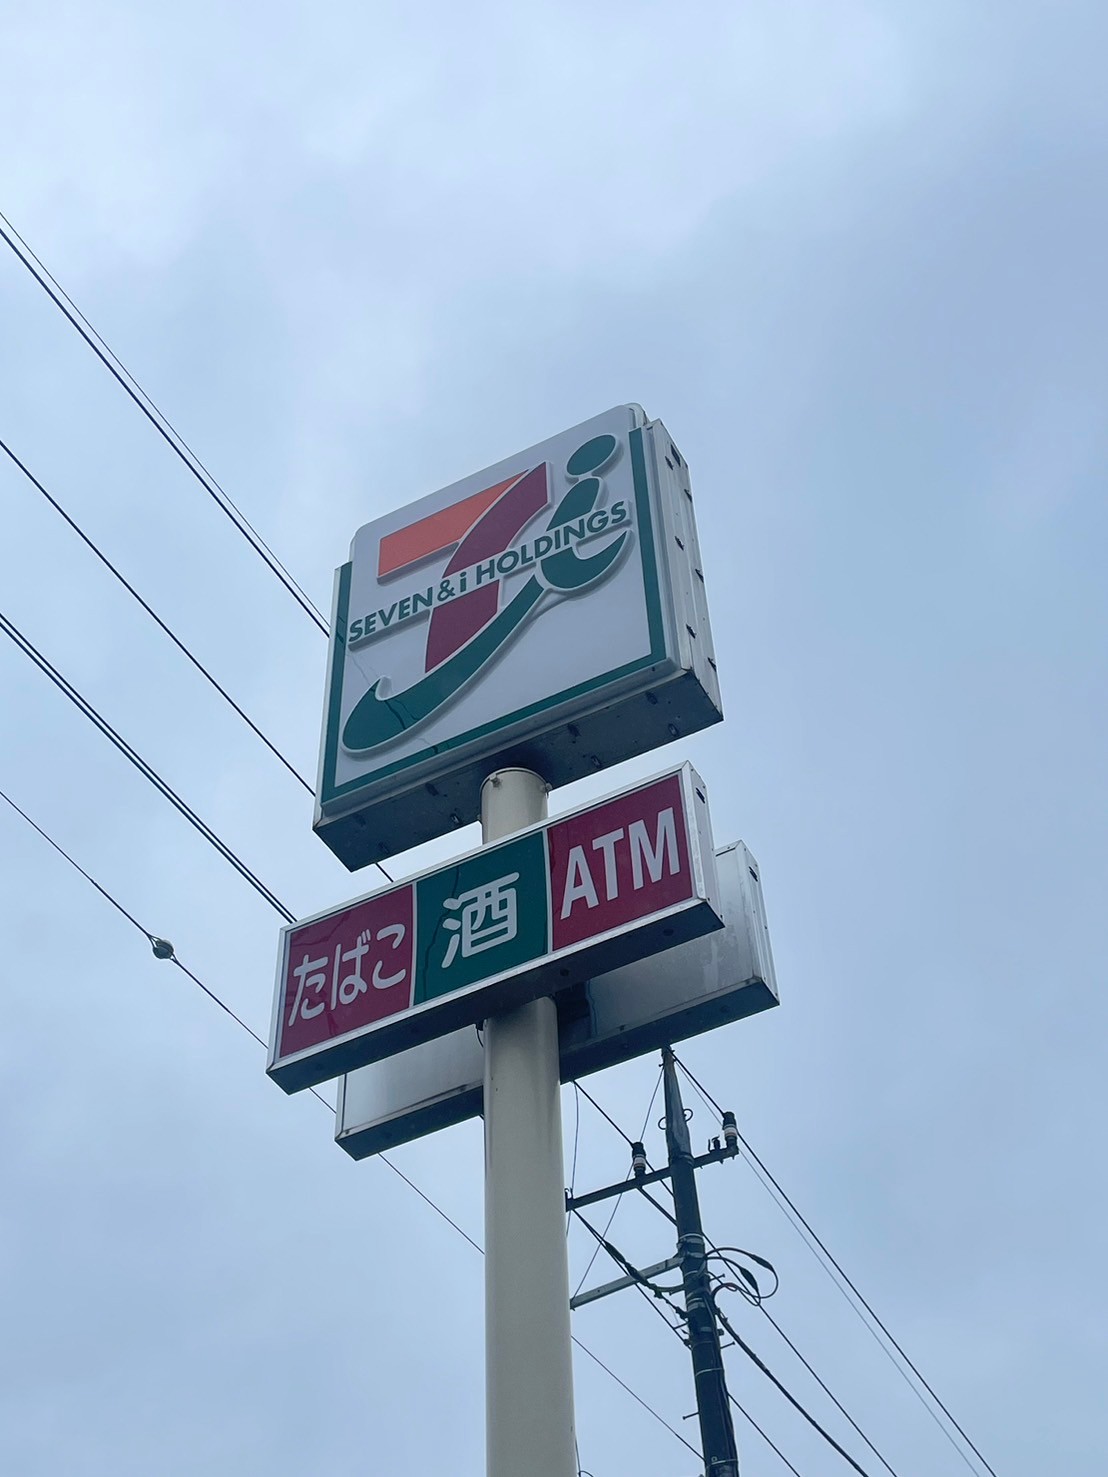 SEVEN & i HOLDINGS
たばこ 酒 ATM